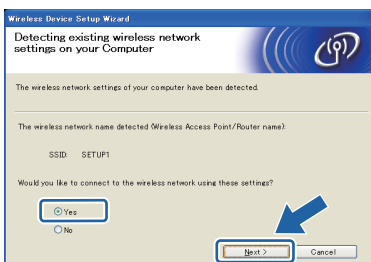 Wireless Device Setup Wizard
Detecting existing wireless network
settings on your Computer
The wireless network settings of your computer have been detected.
The wireless network name detected (Wireless Access Point/Router name):
SSID: SETUP1
Would you like to connect to the wireless network using these settings?
Yes
No
Next > Cancel